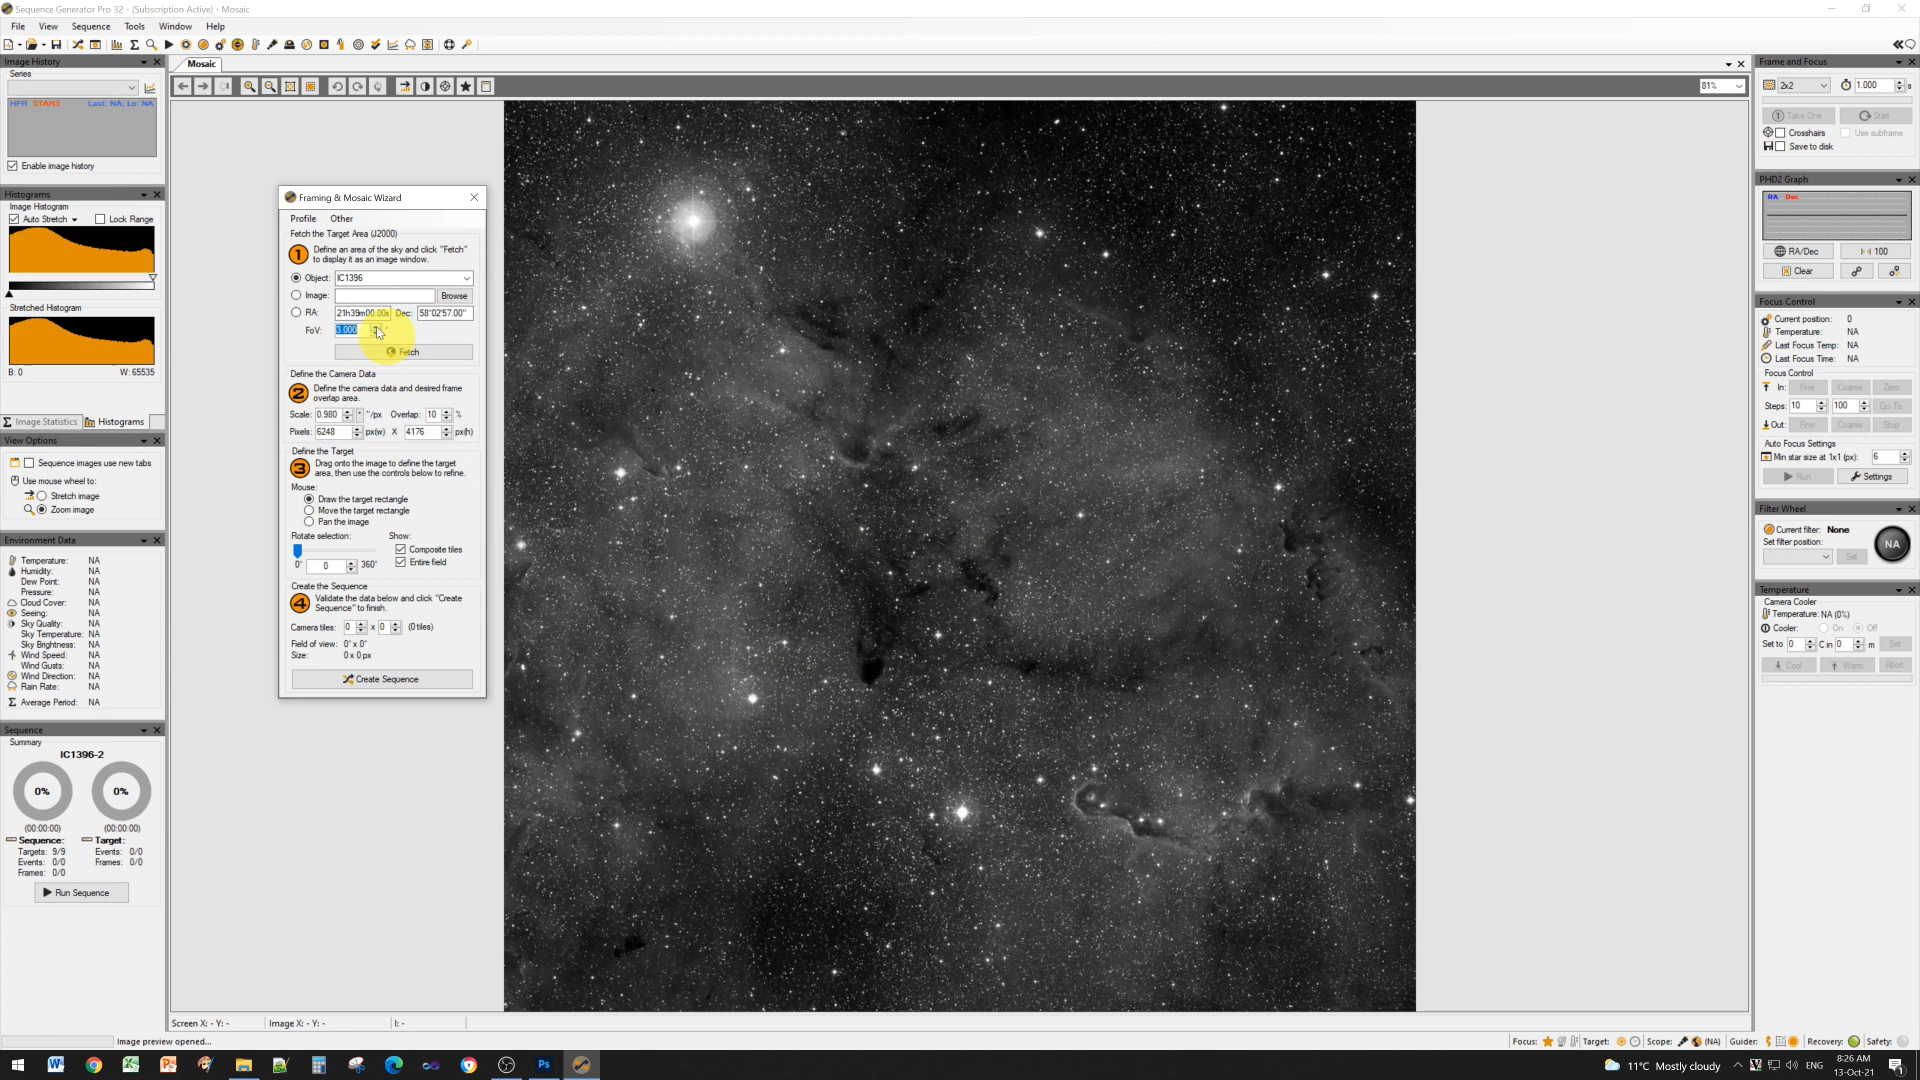 Sequence Generator Pro 32 - (Subscription Active) - Mosaic
File View Sequence Tools Window Help
Image History
Series
HFR STARS Last: NA; Lo: NA
Enable image history
Histograms
Image Histogram
Auto Stretch Lock Range
Stretched Histogram
B: 0 W: 65535
Image Statistics Histograms
View Options
Sequence images use new tabs
Use mouse wheel to:
Stretch image
Zoom image
Environment Data
Temperature: NA
Humidity: NA
Dew Point: NA
Pressure: NA
Cloud Cover: NA
Seeing: NA
Sky Quality: NA
Sky Temperature: NA
Sky Brightness: NA
Wind Speed: NA
Wind Gusts: NA
Wind Direction: NA
Rain Rate: NA
Average Period: NA
Sequence
Summary
IC1396-2
0% 0%
(00:00:00) (00:00:00)
Sequence: Target:
Targets: 9/9 Events: 0/0
Events: 0/0 Frames: 0/0
Frames: 0/0
Run Sequence
Mosaic
81%
Framing & Mosaic Wizard
Profile Other
Fetch the Target Area (J2000)
1 Define an area of the sky and click "Fetch"
to display it as an image window.
Object: IC1396
Image: Browse
RA: 21h39m00.00s Dec: 58°02'57.00"
FoV: 3.000 °
Fetch
Define the Camera Data
2 Define the camera data and desired frame
overlap area.
Scale: 0.980 * "/px Overlap: 10 %
Pixels: 6248 px(w) X 4176 px(h)
Define the Target
3 Drag onto the image to define the target
area, then use the controls below to refine.
Mouse:
Draw the target rectangle
Move the target rectangle
Pan the image
Rotate selection: Show:
Composite tiles
0° 0 360° Entire field
Create the Sequence
4 Validate the data below and click "Create
Sequence" to finish.
Camera tiles: 0 x 0 (0 tiles)
Field of view: 0° x 0°
Size: 0 x 0 px
Create Sequence
Screen X: - Y: - Image X: - Y: - I: -
Frame and Focus
2x2 1.000 s
1 Take One Start
Crosshairs Use subframe
Save to disk
PHD2 Graph
RA Dec
RA/Dec 100
Clear
Focus Control
Current position: 0
Temperature: NA
Last Focus Temp: NA
Last Focus Time: NA
Focus Control
In: Fine Coarse Zero
Steps: 10 100 Go To
Out: Fine Coarse Stop
Auto Focus Settings
Min star size at 1x1 (px): 6
Run Settings
Filter Wheel
Current filter: None
Set filter position: NA
Set
Temperature
Camera Cooler
Temperature: NA (0%)
Cooler: On Off
Set to 0 C in 0 m Set
Cool Warm Abort
Image preview opened...
Focus: Target: Scope: (NA) Guider: Recovery: Safety:
11°C Mostly cloudy ENG 8:26 AM
13-Oct-21